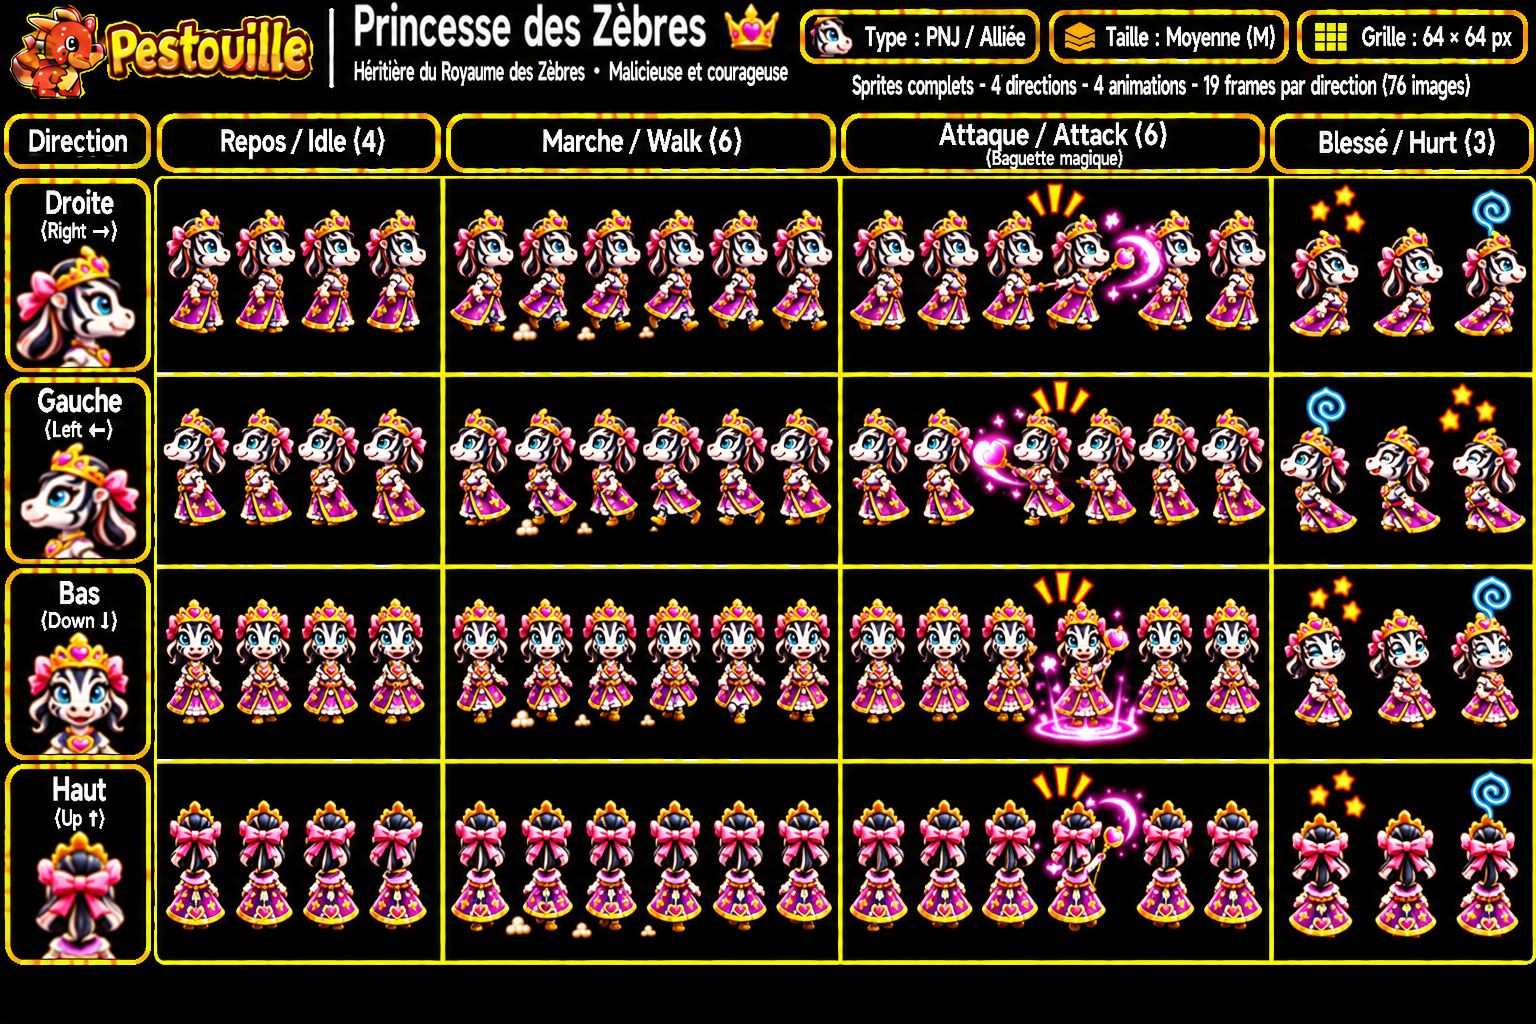 Pestouille
Princesse des Zèbres
Héritière du Royaume des Zèbres • Malicieuse et courageuse
Type : PNJ / Alliée
Taille : Moyenne (M)
Grille : 64 × 64 px
Sprites complets - 4 directions - 4 animations - 19 frames par direction (76 images)
Direction
Repos / Idle (4)
Marche / Walk (6)
Attaque / Attack (6)
(Baguette magique)
Blessé / Hurt (3)
Droite
(Right →)
Gauche
(Left ←)
Bas
(Down ↓)
Haut
(Up ↑)